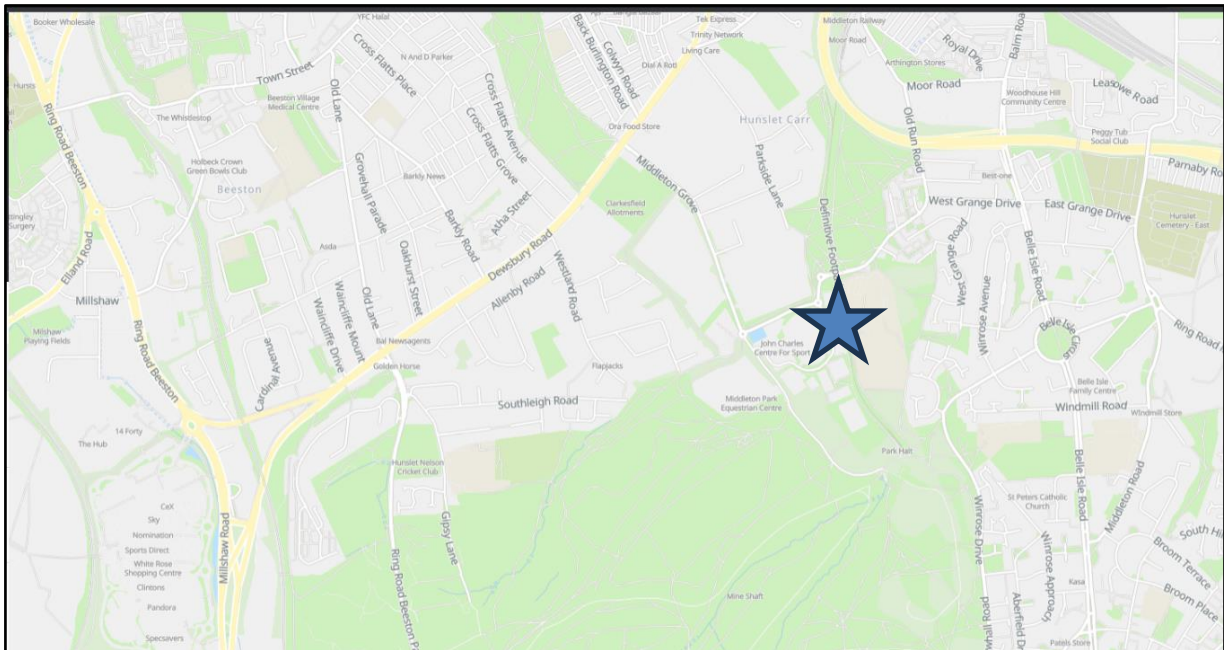 Booker Wholesale
YFC Halal
Tek Express
Trinity Network
Living Care
Middleton Railway
Moor Road
Balm Roa
Royal Drive
Arthington Stores
Moor Road
Woodhouse Hill
Community Centre
Leasowe Road
Peggy Tub
Social Club
Parnaby Ro
Cross Flatts Place
N And D Parker
Back Burlington Road
Colwyn Road
Dial A Rott
Town Street
Old Lane
Beeston Village
Medical Centre
The Whistlestop
Hursts
Ring Road Beeston
Cross Flatts Avenue
Cross Flatts Grove
Ora Food Store
Hunslet Carr
Old Run Road
Holbeck Crown
Green Bowls Club
Beeston
Grovehall Parade
Barkly News
Barkly Road
Asha Street
Middleton Grove
Parkside Lane
Clarkesfield
Allotments
Definitive Footp
Best-one
West Grange Drive
East Grange Drive
Hunslet
Cemetery - East
tingley
Surgery
Elland Road
Asda
Oakhurst Street
Dewsbury Road
Allenby Road
Westland Road
West Grange Road
Winrose Avenue
Belle Isle Road
Belle Isle Circus
Ring Road
Millshaw
Milshaw
Playing Fields
Ring Road Beeston
Waincliffe Mount
Waincliffe Drive
Old Lane
Bal Newsagents
Golden Horse
Cardinal Avenue
Flapjacks
John Charles
Centre For Sport
Middleton Park
Equestrian Centre
Southleigh Road
Belle Isle
Family Centre
Windmill Road
Windmill Store
14 Forty
The Hub
Hunslet Nelson
Cricket Club
Park Halt
Belle Isle Road
Middleton Road
CeX
Sky
Nomination
Sports Direct
White Rose
Shopping Centre
Clintons
Pandora
Specsavers
Millshaw Road
Ring Road Beeston P
Gipsy Lane
Mine Shaft
Winrose Drive
St Peters Catholic
Church
Winrose Approach
South Hi
Broom Terrace
Broom Place
Kasa
Aberfield D
Road
Patels Store